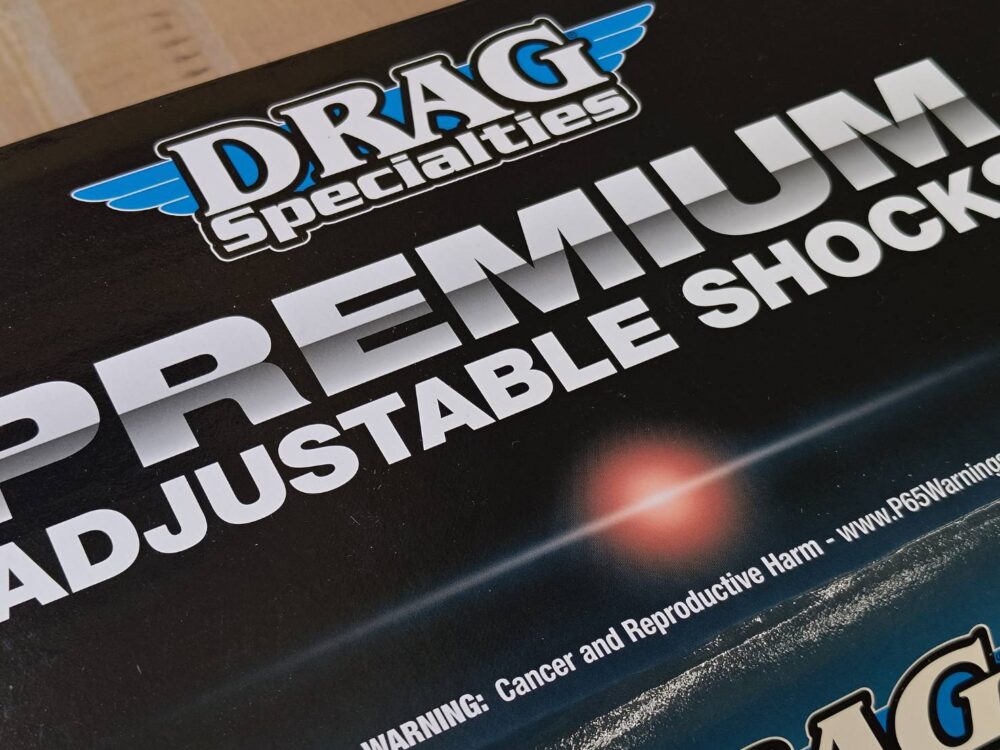 DRAG
Specialties
PREMIUM
ADJUSTABLE SHOCKS
WARNING: Cancer and Reproductive Harm - www.P65Warnings